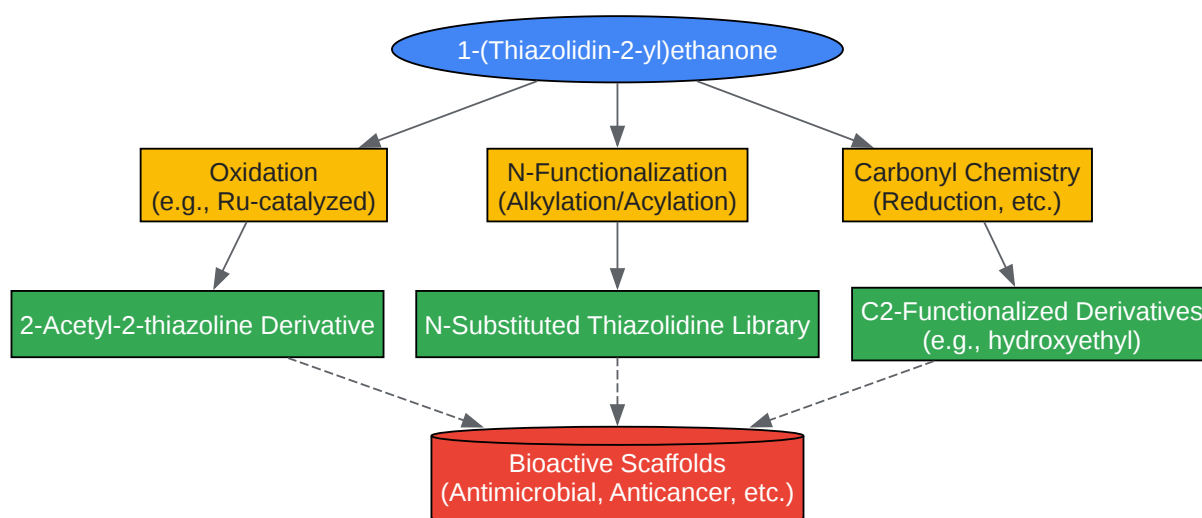 1-(Thiazolidin-2-yl)ethanone
Oxidation
(e.g., Ru-catalyzed)
N-Functionalization
(Alkylation/Acylation)
Carbonyl Chemistry
(Reduction, etc.)
2-Acetyl-2-thiazoline Derivative
N-Substituted Thiazolidine Library
C2-Functionalized Derivatives
(e.g., hydroxyethyl)
Bioactive Scaffolds
(Antimicrobial, Anticancer, etc.)